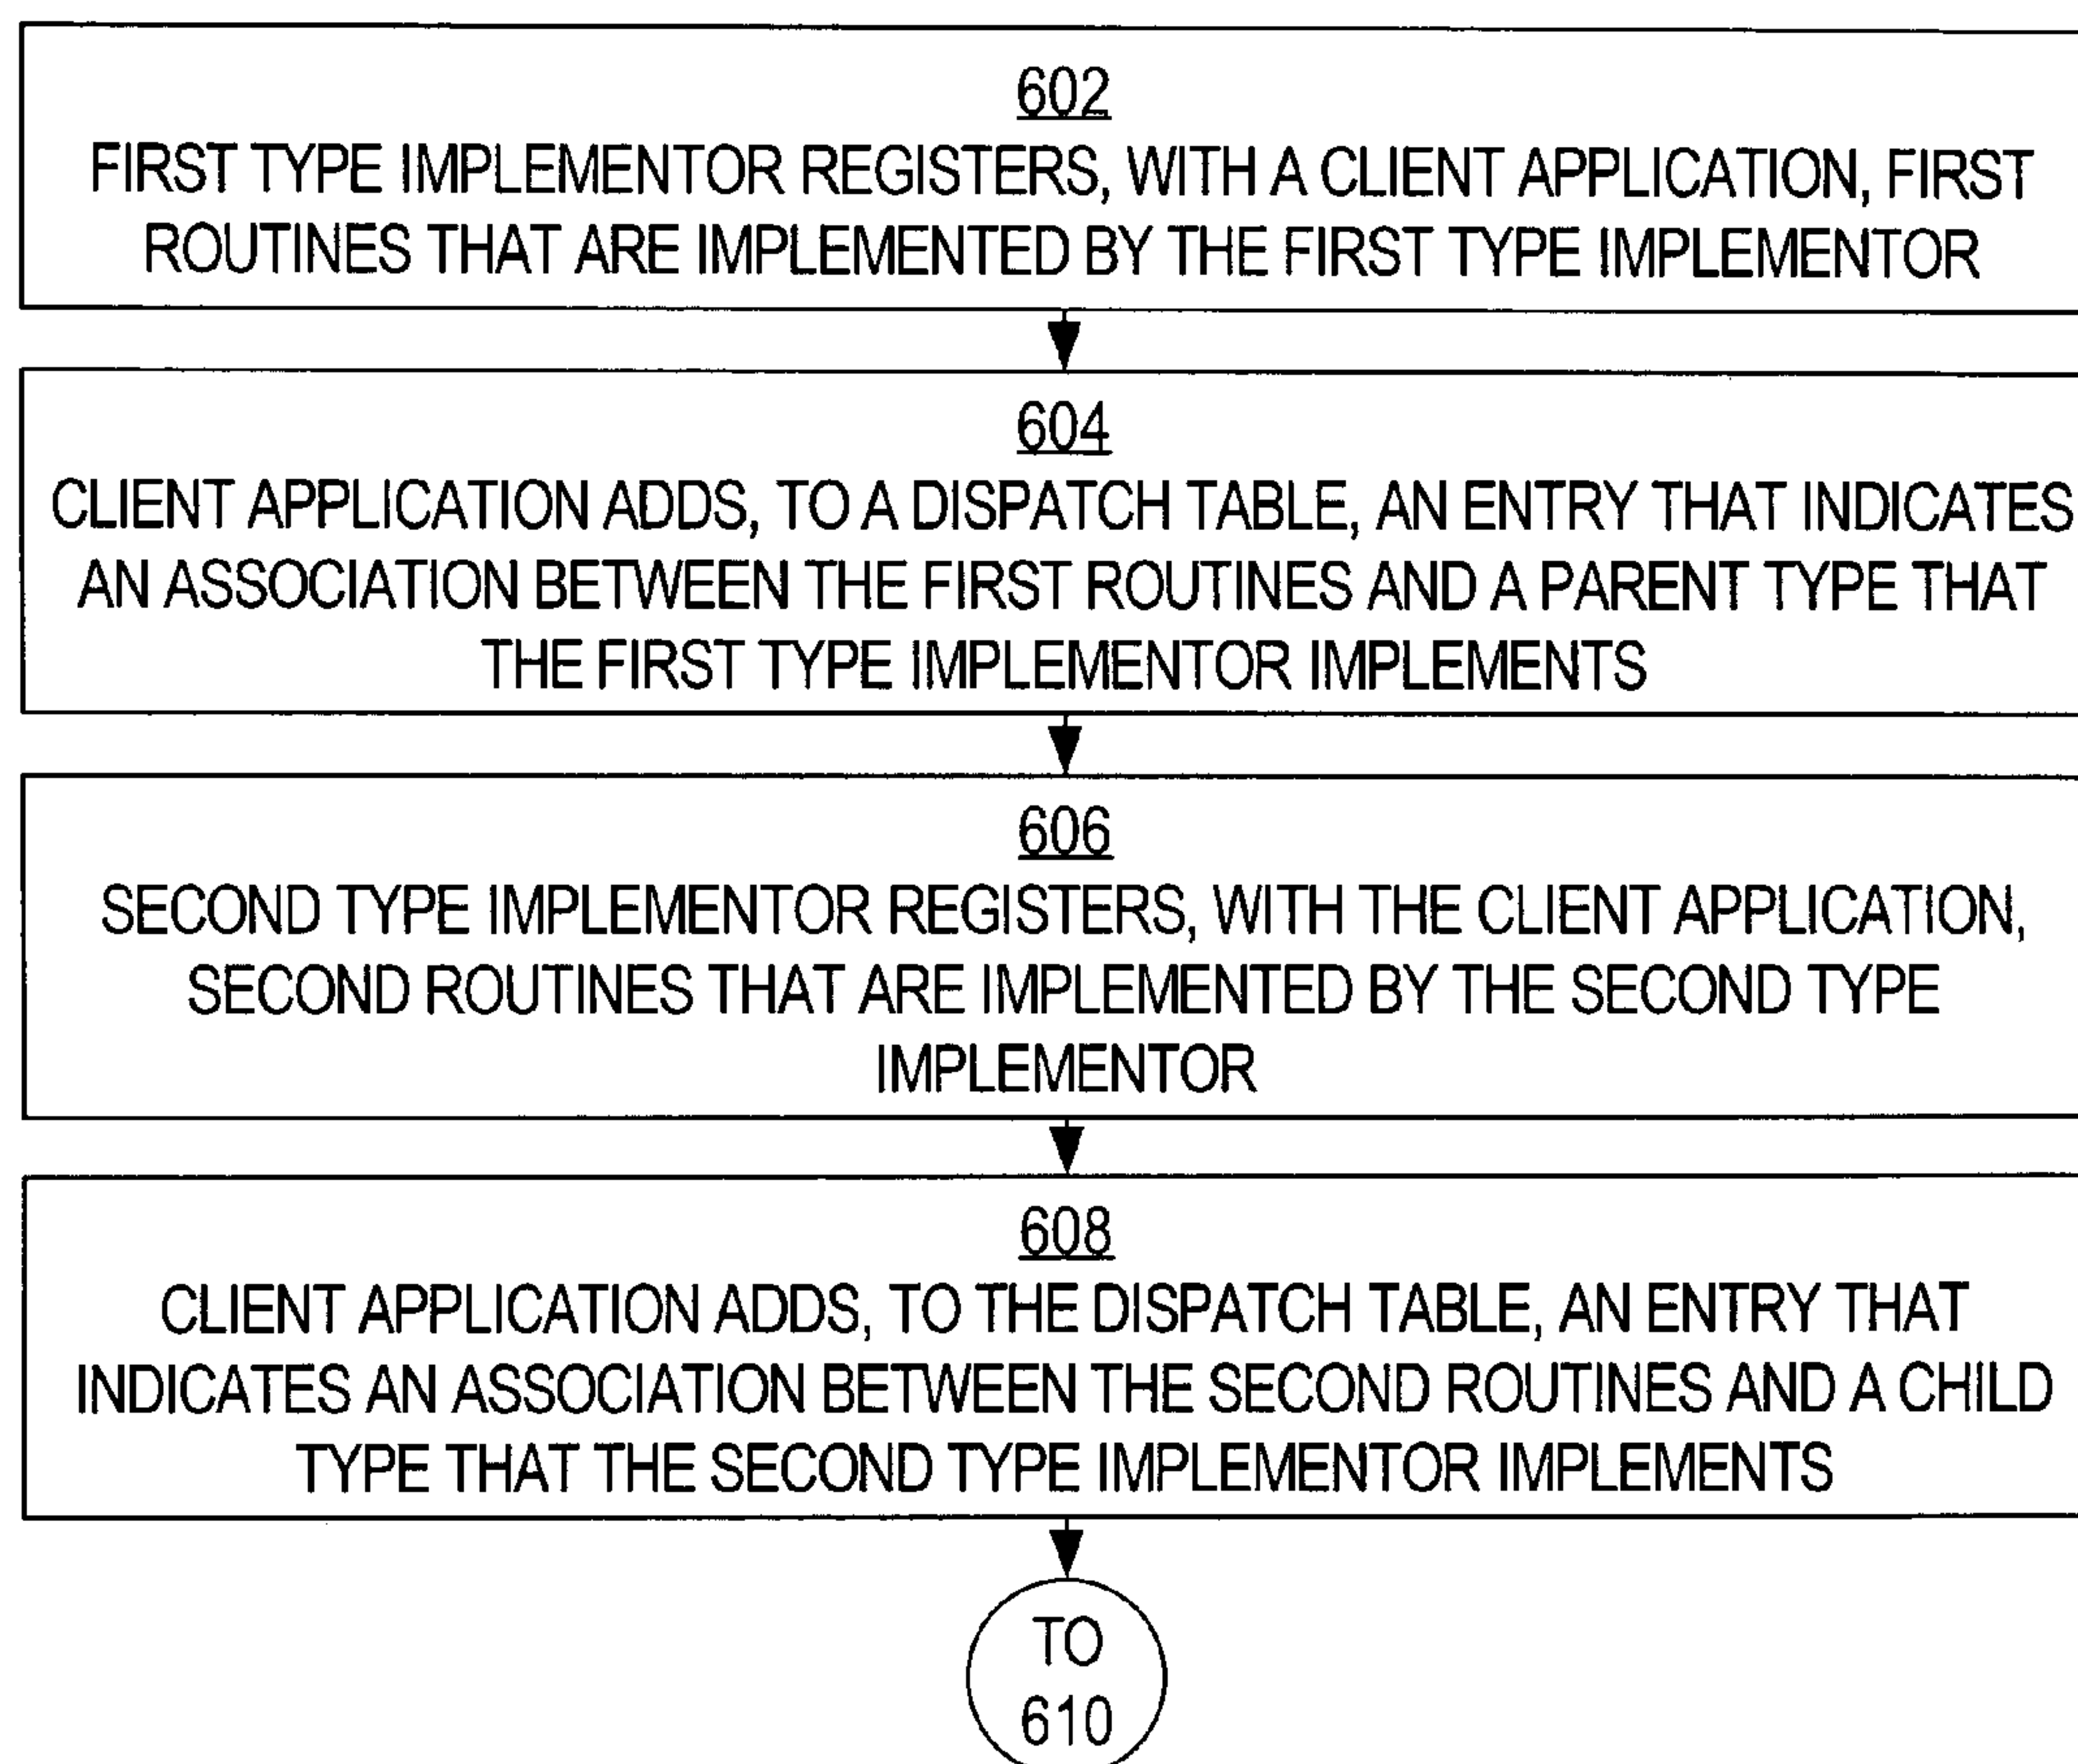 602
FIRST TYPE IMPLEMENTOR REGISTERS, WITH A CLIENT APPLICATION, FIRST
ROUTINES THAT ARE IMPLEMENTED BY THE FIRST TYPE IMPLEMENTOR
604
CLIENT APPLICATION ADDS, TO A DISPATCH TABLE, AN ENTRY THAT INDICATES
AN ASSOCIATION BETWEEN THE FIRST ROUTINES AND A PARENT TYPE THAT
THE FIRST TYPE IMPLEMENTOR IMPLEMENTS
606
SECOND TYPE IMPLEMENTOR REGISTERS, WITH THE CLIENT APPLICATION,
SECOND ROUTINES THAT ARE IMPLEMENTED BY THE SECOND TYPE
IMPLEMENTOR
608
CLIENT APPLICATION ADDS, TO THE DISPATCH TABLE, AN ENTRY THAT
INDICATES AN ASSOCIATION BETWEEN THE SECOND ROUTINES AND A CHILD
TYPE THAT THE SECOND TYPE IMPLEMENTOR IMPLEMENTS
TO
610